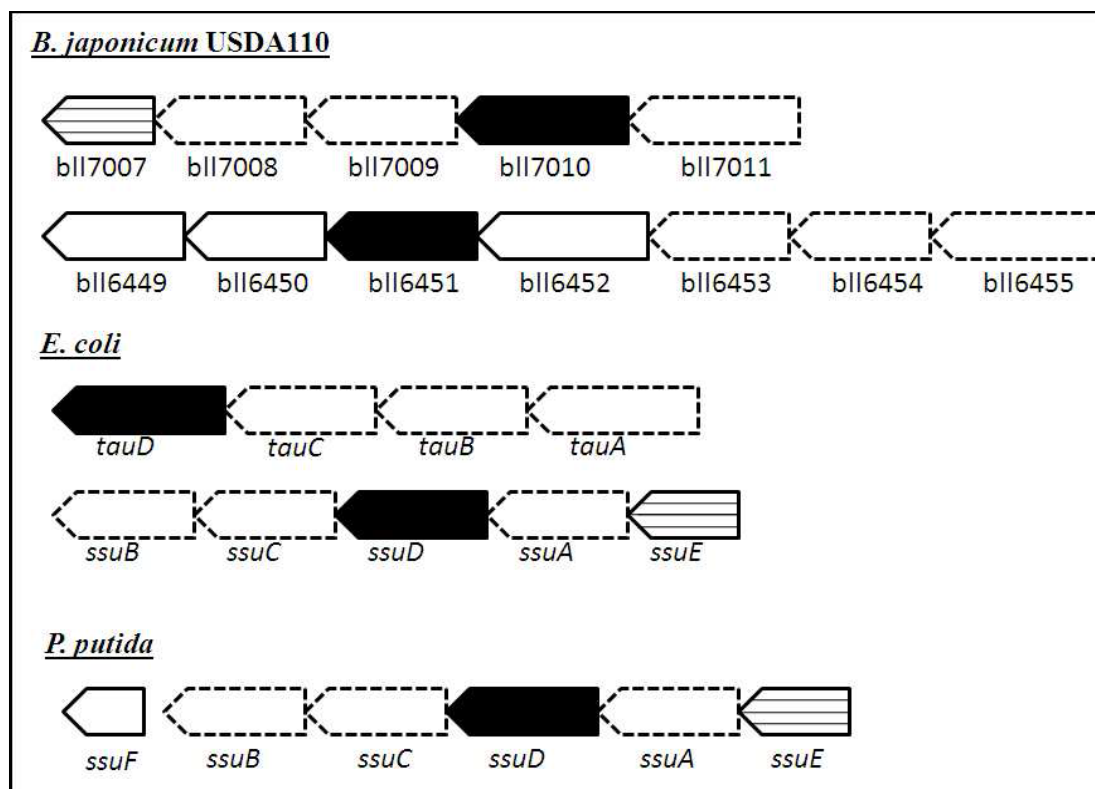 B. japonicum USDA110
bll7007 bll7008 bll7009 bll7010 bll7011
bll6449 bll6450 bll6451 bll6452 bll6453 bll6454 bll6455
E. coli
tauD tauC tauB tauA
ssuB ssuC ssuD ssuA ssuE
P. putida
ssuF ssuB ssuC ssuD ssuA ssuE